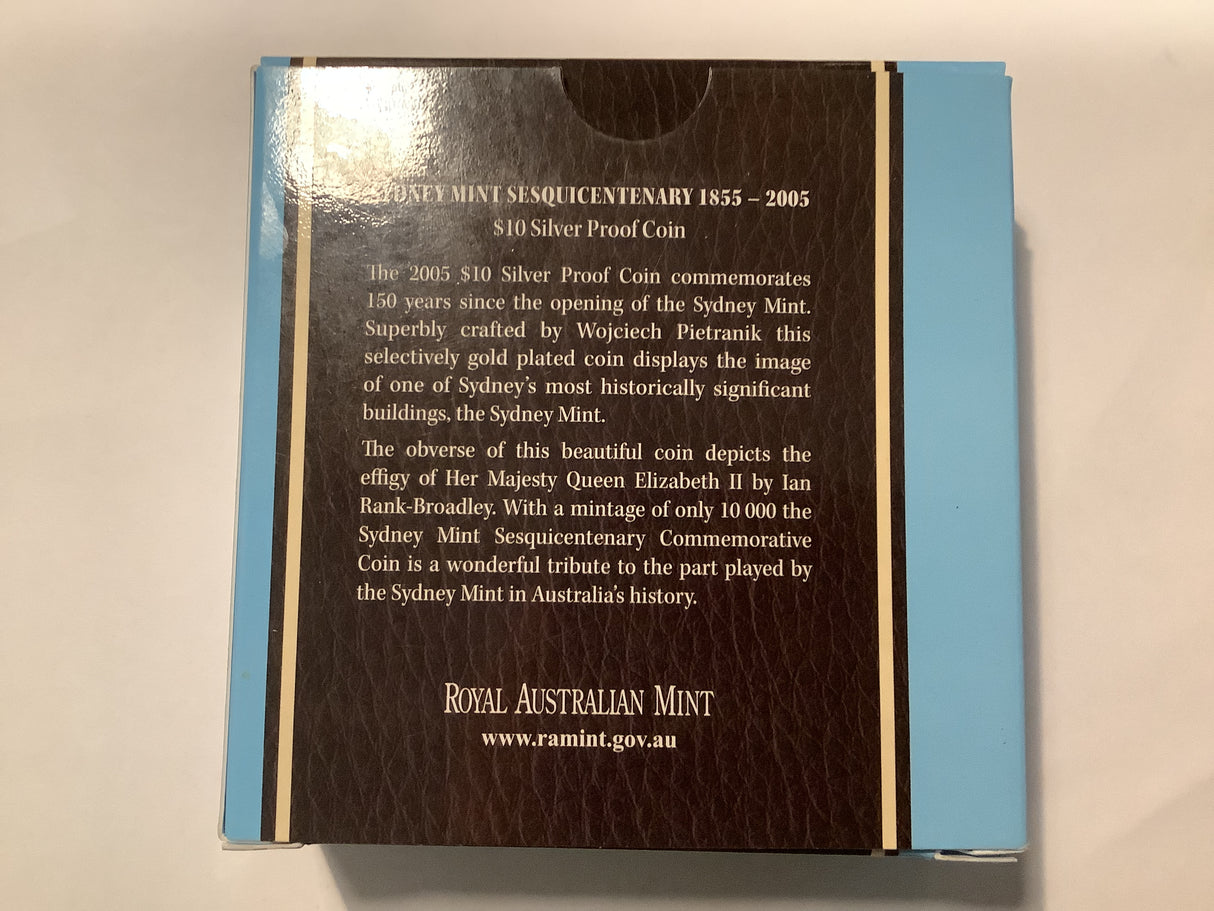 SYDNEY MINT SESQUICENTENARY 1855 – 2005
$10 Silver Proof Coin
The 2005 $10 Silver Proof Coin commemorates
150 years since the opening of the Sydney Mint.
Superbly crafted by Wojciech Pietranik this
selectively gold plated coin displays the image
of one of Sydney's most historically significant
buildings, the Sydney Mint.
The obverse of this beautiful coin depicts the
effigy of Her Majesty Queen Elizabeth II by Ian
Rank-Broadley. With a mintage of only 10 000 the
Sydney Mint Sesquicentenary Commemorative
Coin is a wonderful tribute to the part played by
the Sydney Mint in Australia's history.
ROYAL AUSTRALIAN MINT
www.ramint.gov.au